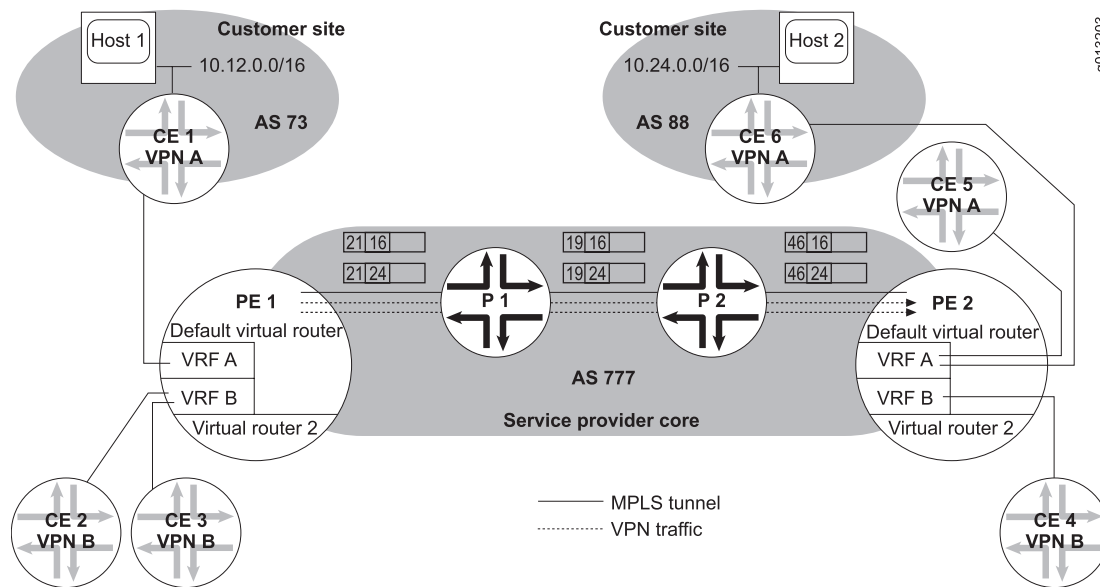 Host 1
Customer site
10.12.0.0/16
AS 73
CE 1
VPN A
Customer site
Host 2
10.24.0.0/16
AS 88
CE 6
VPN A
g013203
CE 5
VPN A
21 16
19 16
46 16
21 24
19 24
46 24
PE 1
P 1
P 2
PE 2
Default virtual router
Default virtual router
VRF A
VRF A
AS 777
VRF B
VRF B
Service provider core
Virtual router 2
Virtual router 2
CE 2
VPN B
CE 3
VPN B
MPLS tunnel
VPN traffic
CE 4
VPN B